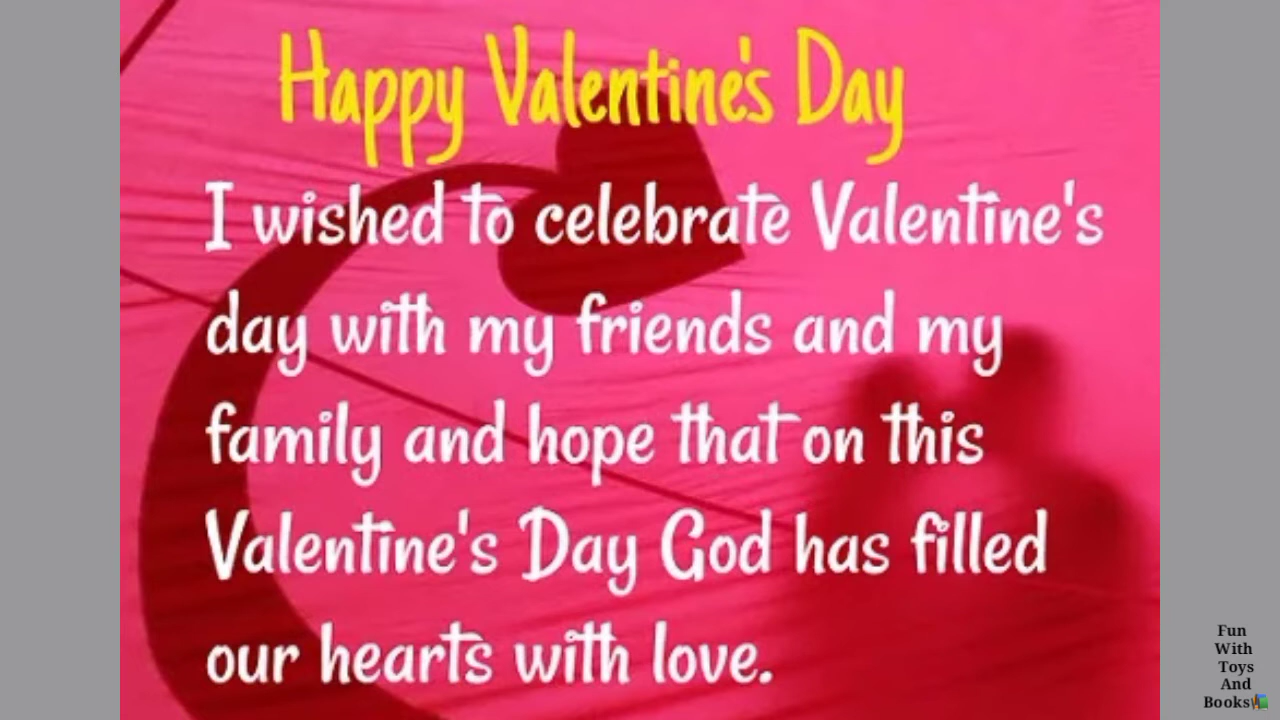 Happy Valentine's Day
I wished to celebrate Valentine's
day with my friends and my
family and hope that on this
Valentine's Day God has filled
our hearts with love.
Fun
With
Toys
And
Books